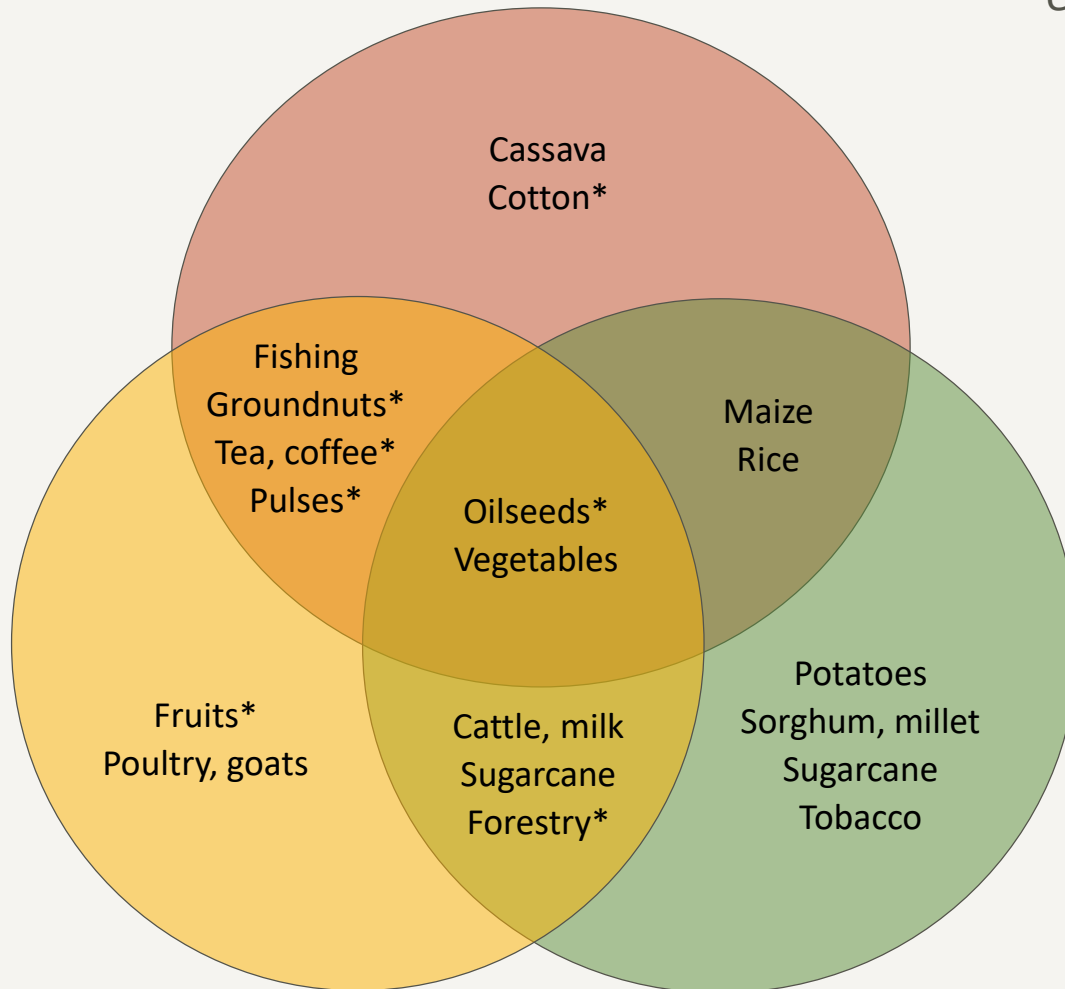 Cassava
Cotton*
Fishing
Groundnuts*
Tea, coffee*
Pulses*
Maize
Rice
Oilseeds*
Vegetables
Fruits*
Poultry, goats
Cattle, milk
Sugarcane
Forestry*
Potatoes
Sorghum, millet
Sugarcane
Tobacco